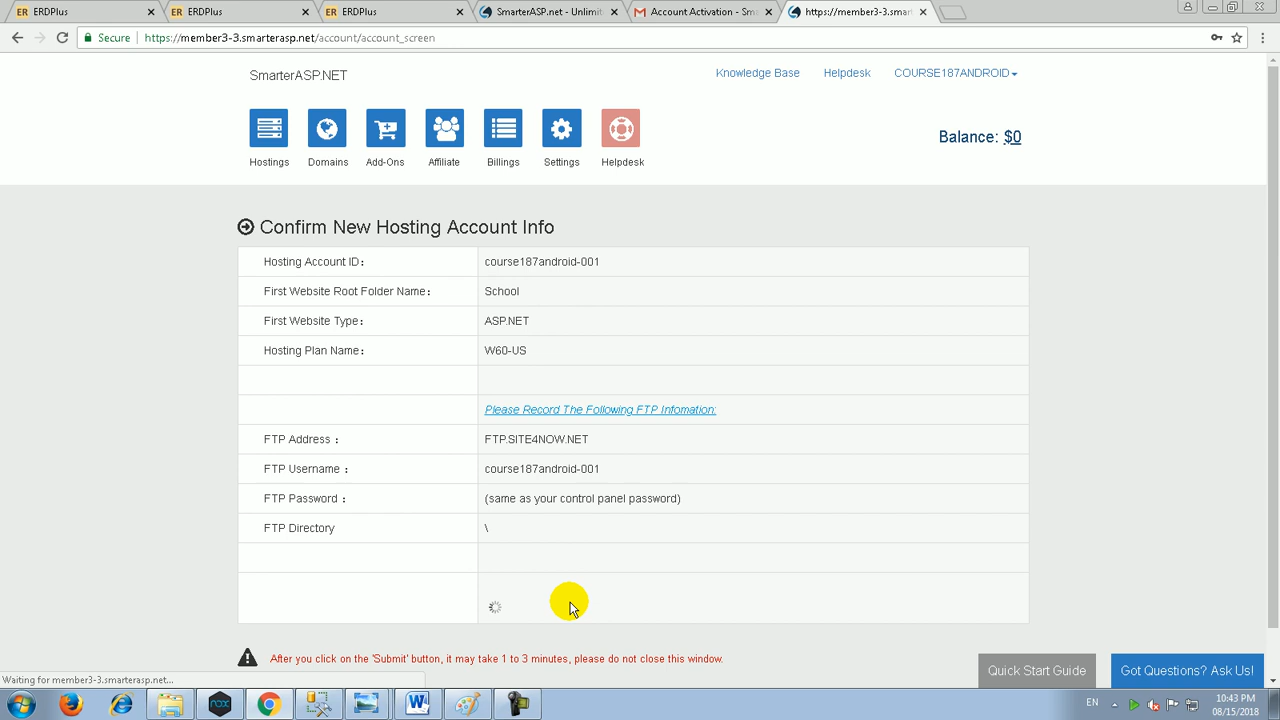 ERDPlus
ERDPlus
ERDPlus
SmarterASP.net - Unlimit
Account Activation - Sma
https://member3-3.smar
Secure
https://member3-3.smarterasp.net/account/account_screen
SmarterASP.NET
Knowledge Base
Helpdesk
COURSE187ANDROID
Hostings
Domains
Add-Ons
Affiliate
Billings
Settings
Helpdesk
Balance: $0
Confirm New Hosting Account Info
Hosting Account ID: course187android-001
First Website Root Folder Name: School
First Website Type: ASP.NET
Hosting Plan Name: W60-US
Please Record The Following FTP Infomation:
FTP Address : FTP.SITE4NOW.NET
FTP Username : course187android-001
FTP Password : (same as your control panel password)
FTP Directory \
After you click on the 'Submit' button, it may take 1 to 3 minutes, please do not close this window.
Quick Start Guide
Got Questions? Ask Us!
Waiting for member3-3.smarterasp.net...
nox
EN
10:43 PM
08/15/2018